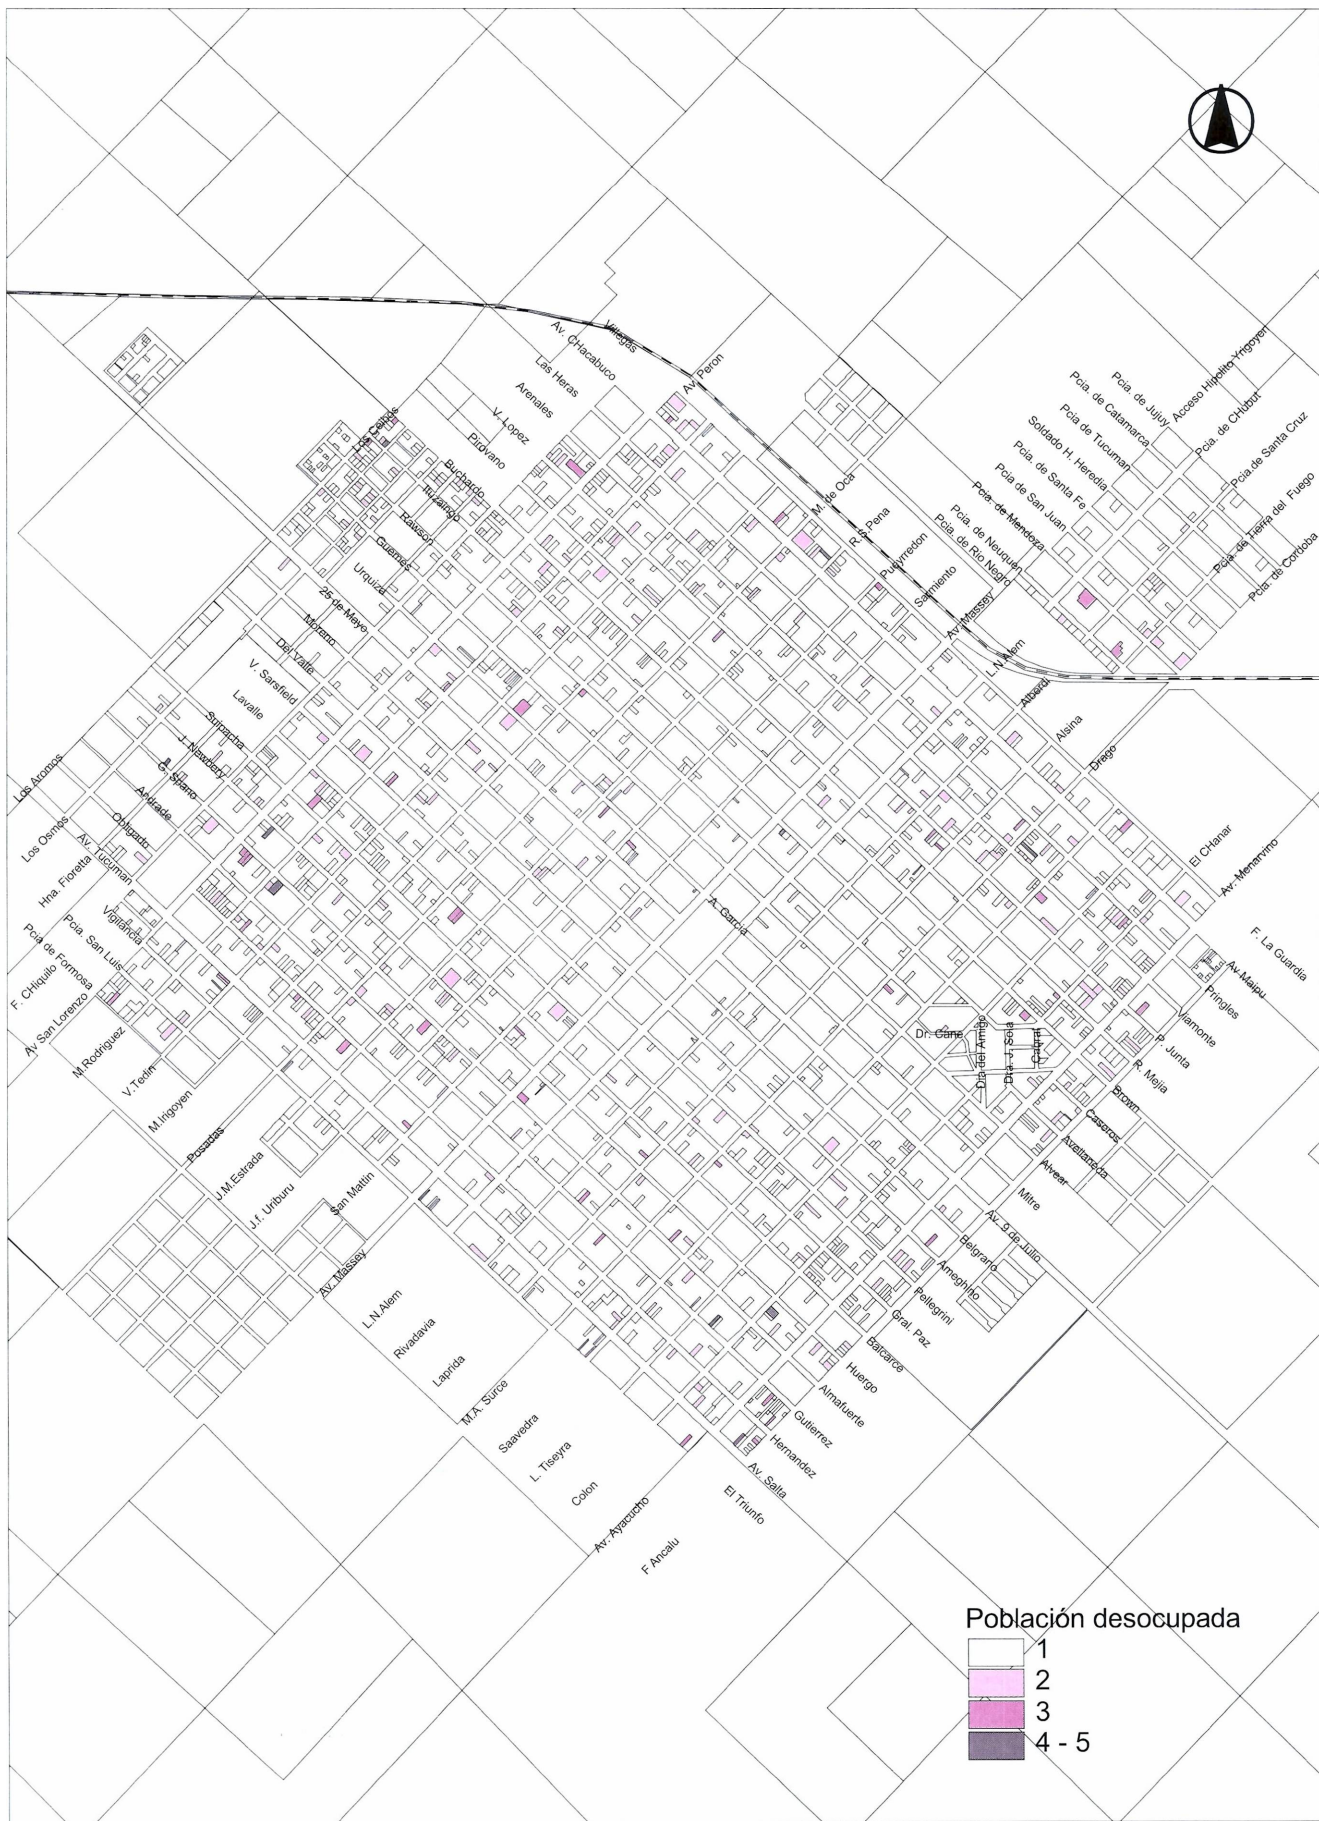 Villegas
Av. CHacabuco
Las Heras
Arenales
Av. Peron
V. Lopez
Pirovano
Buchardo
Ituzaingo
Rawson
Guemes
Urquiza
25 de Mayo
Moreno
Del Valle
V. Sarsfield
Lavalle
Suipacha
J. Newbery
G. Spano
Andrade
Obligado
Av. Tucuman
Los Ceibos
Los Aromos
Los Osmos
Hna. Fioretta
Vigilancia
Pcia. San Luis
Pcia de Formosa
F. CHiquilo
Av San Lorenzo
M.Rodriguez
V.Tedin
M.Irigoyen
Posadas
J.M.Estrada
J.f. Uriburu
San Mattin
Av. Massey
L.N.Alem
Rivadavia
Laprida
M.A. Surce
Saavedra
L. Tiseyra
Colon
Av. Ayacucho
F Ancalu
El Triunfo
Av. Salta
Hernandez
Gutierrez
Almafuerte
Huergo
Balcarce
Gral. Paz
Pellegrini
Ameghino
Belgrano
Av. 9 de Julio
Mitre
Alvear
Avellaneda
Caseros
Brown
R. Mejia
P. Junta
Viamonte
Pringles
Av Maipu
F. La Guardia
Av. Menarvino
El CHanar
Drago
Alsina
Alberdi
L.N.Alem
Av. Massey
Sarmiento
Pueyrredon
R. S. Pena
M. de Oca
Pcia. de Rio Negro
Pcia. de Neuquen
Pcia. de Mendoza
Pcia de San Juan
Pcia. de Santa Fe
Soldado H. Heredia
Pcia de Tucuman
Pcia. de Catamarca
Pcia. de Jujuy
Acceso Hipolito Yrigoyen
Pcia. de CHubut
Pcia.de Santa Cruz
Pcia. de Tierra del Fuego
Pcia. de Cordoba
A. Garcia
Dr. Cane
Dra del Amigo
Dra. J. Sola
Población desocupada
1
2
3
4 - 5